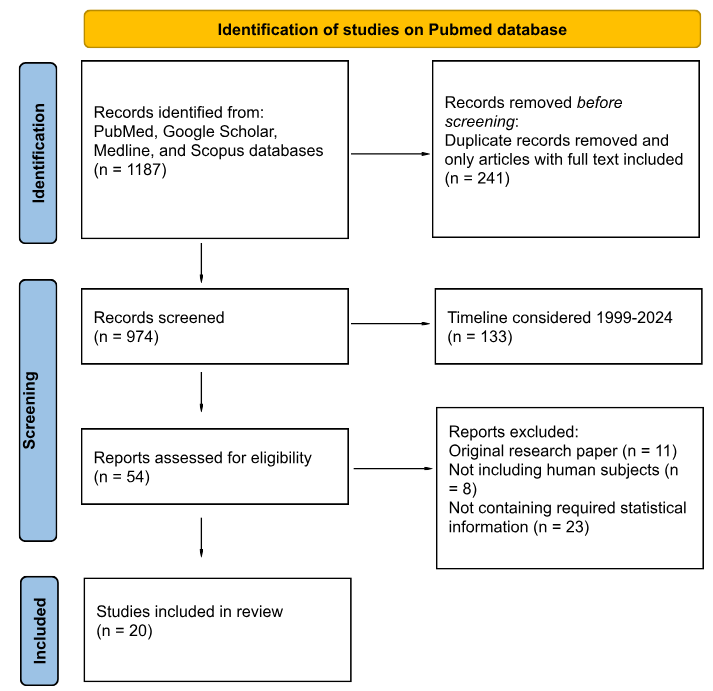 Identification of studies on Pubmed database
Identification
Records identified from:
PubMed, Google Scholar,
Medline, and Scopus databases
(n = 1187)
Records removed before
screening:
Duplicate records removed and
only articles with full text included
(n = 241)
Screening
Records screened
(n = 974)
Timeline considered 1999-2024
(n = 133)
Reports assessed for eligibility
(n = 54)
Reports excluded:
Original research paper (n = 11)
Not including human subjects (n
= 8)
Not containing required statistical
information (n = 23)
Included
Studies included in review
(n = 20)